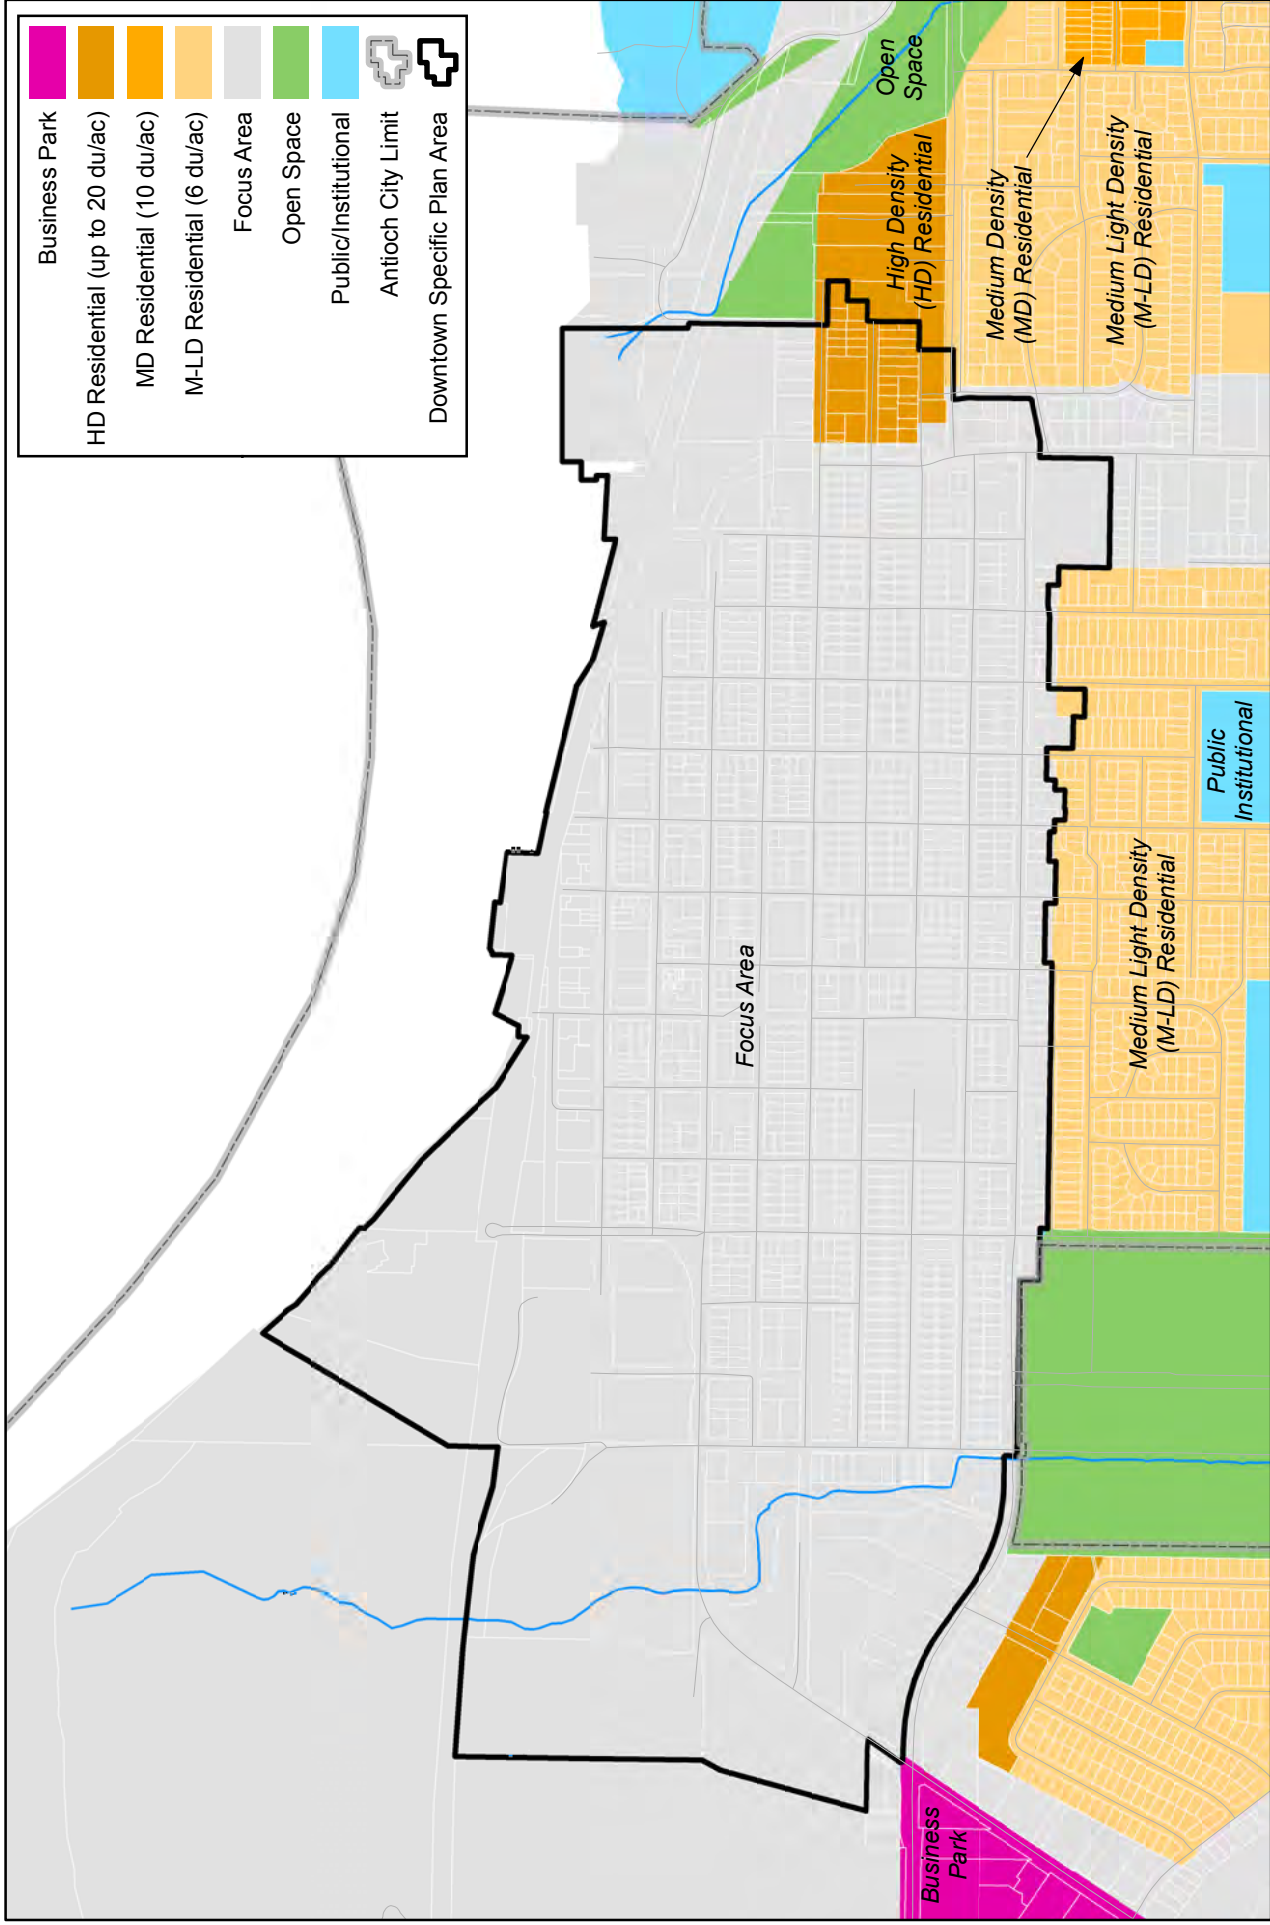 Business Park
HD Residential (up to 20 du/ac)
MD Residential (10 du/ac)
M-LD Residential (6 du/ac)
Focus Area
Open Space
Public/Institutional
Antioch City Limit
Downtown Specific Plan Area
Open
Space
High Density
(HD) Residential
Medium Density
(MD) Residential
Medium Light Density
(M-LD) Residential
Focus Area
Public
Institutional
Medium Light Density
(M-LD) Residential
Business
Park